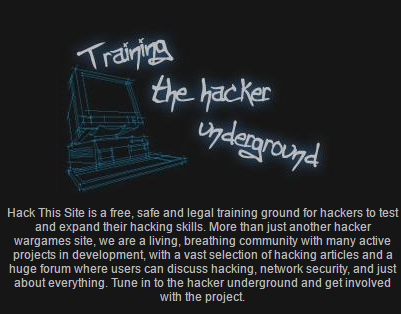 Training
the hacker
underground
Hack This Site is a free, safe and legal training ground for hackers to test
and expand their hacking skills. More than just another hacker
wargames site, we are a living, breathing community with many active
projects in development, with a vast selection of hacking articles and a
huge forum where users can discuss hacking, network security, and just
about everything. Tune in to the hacker underground and get involved
with the project.